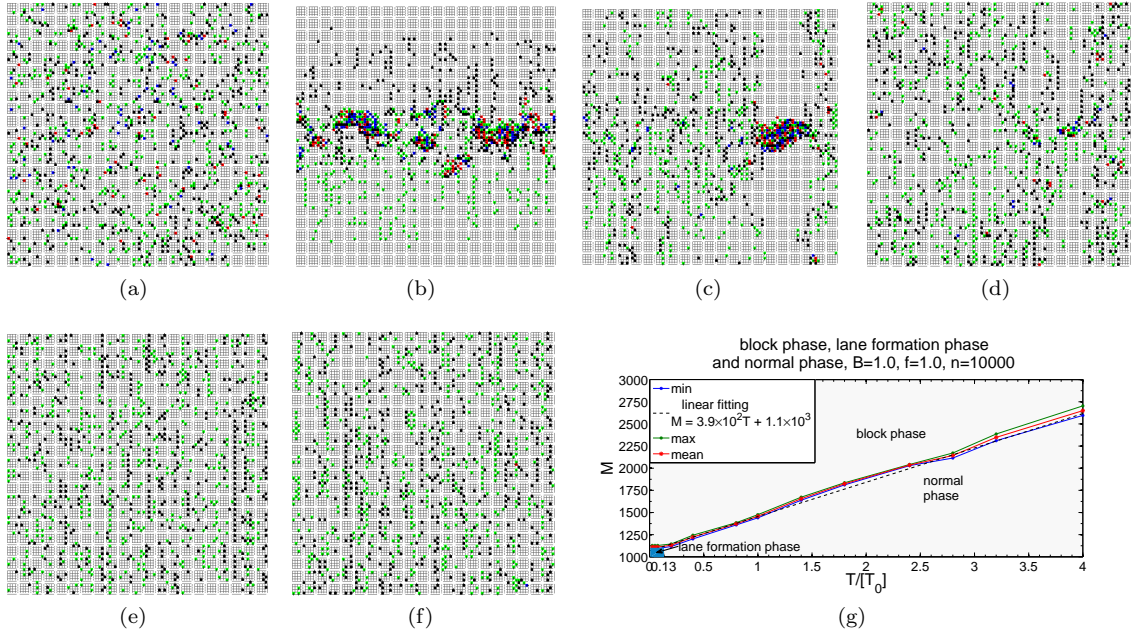 (a)
(b)
(c)
(d)
(e)
(f)
block phase, lane formation phase
and normal phase, B=1.0, f=1.0, n=10000
3000
2750
2500
2250
2000
1750
1500
1250
1000
M
min
linear fitting
M = 3.9×10²T + 1.1×10³
max
mean
block phase
normal
phase
lane formation phase
0 0.13 0.5 1 1.5 2 2.5 3 3.5 4
T/[T₀]
(g)